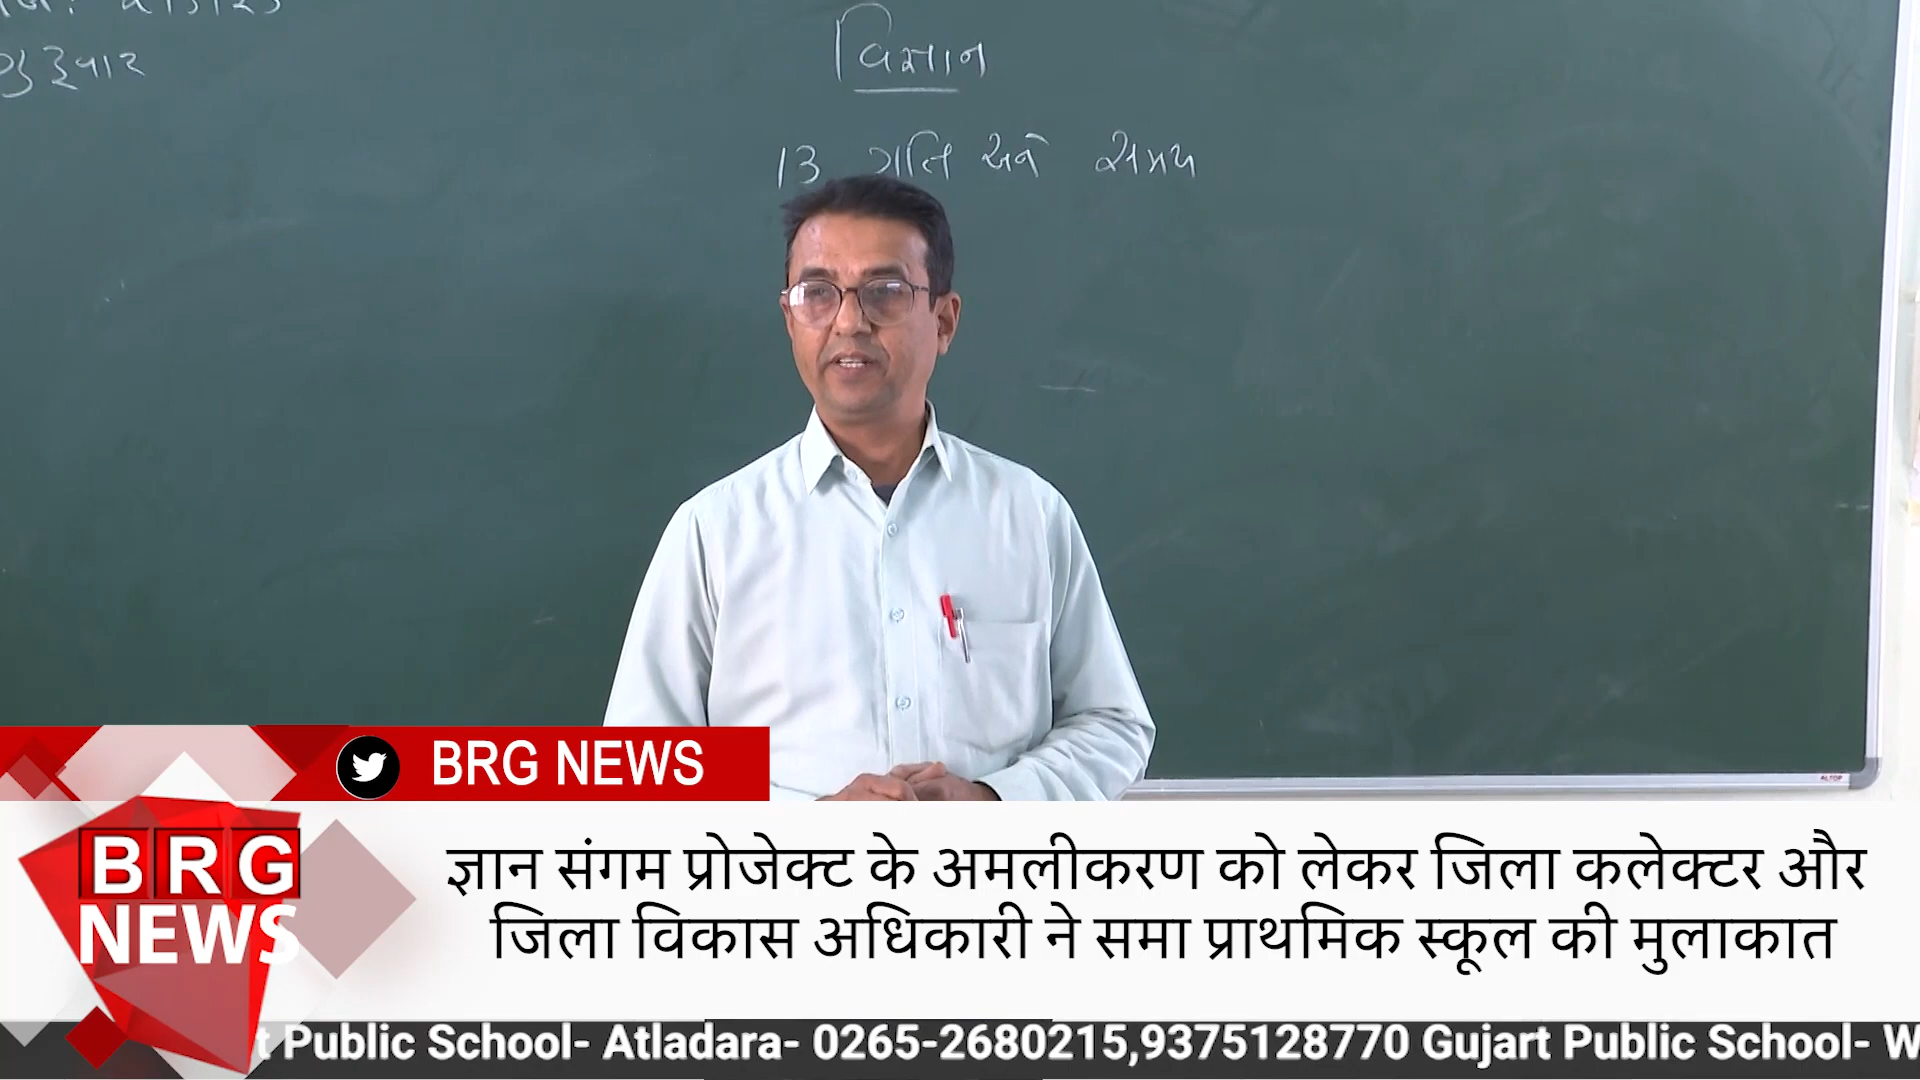 ગુરૂવાર
વિજ્ઞાન
13 ગતિ અને સમય
BRG NEWS
BRG
NEWS
ज्ञान संगम प्रोजेक्ट के अमलीकरण को लेकर जिला कलेक्टर और
जिला विकास अधिकारी ने समा प्राथमिक स्कूल की मुलाकात
t Public School- Atladara- 0265-2680215,9375128770 Gujart Public School- W